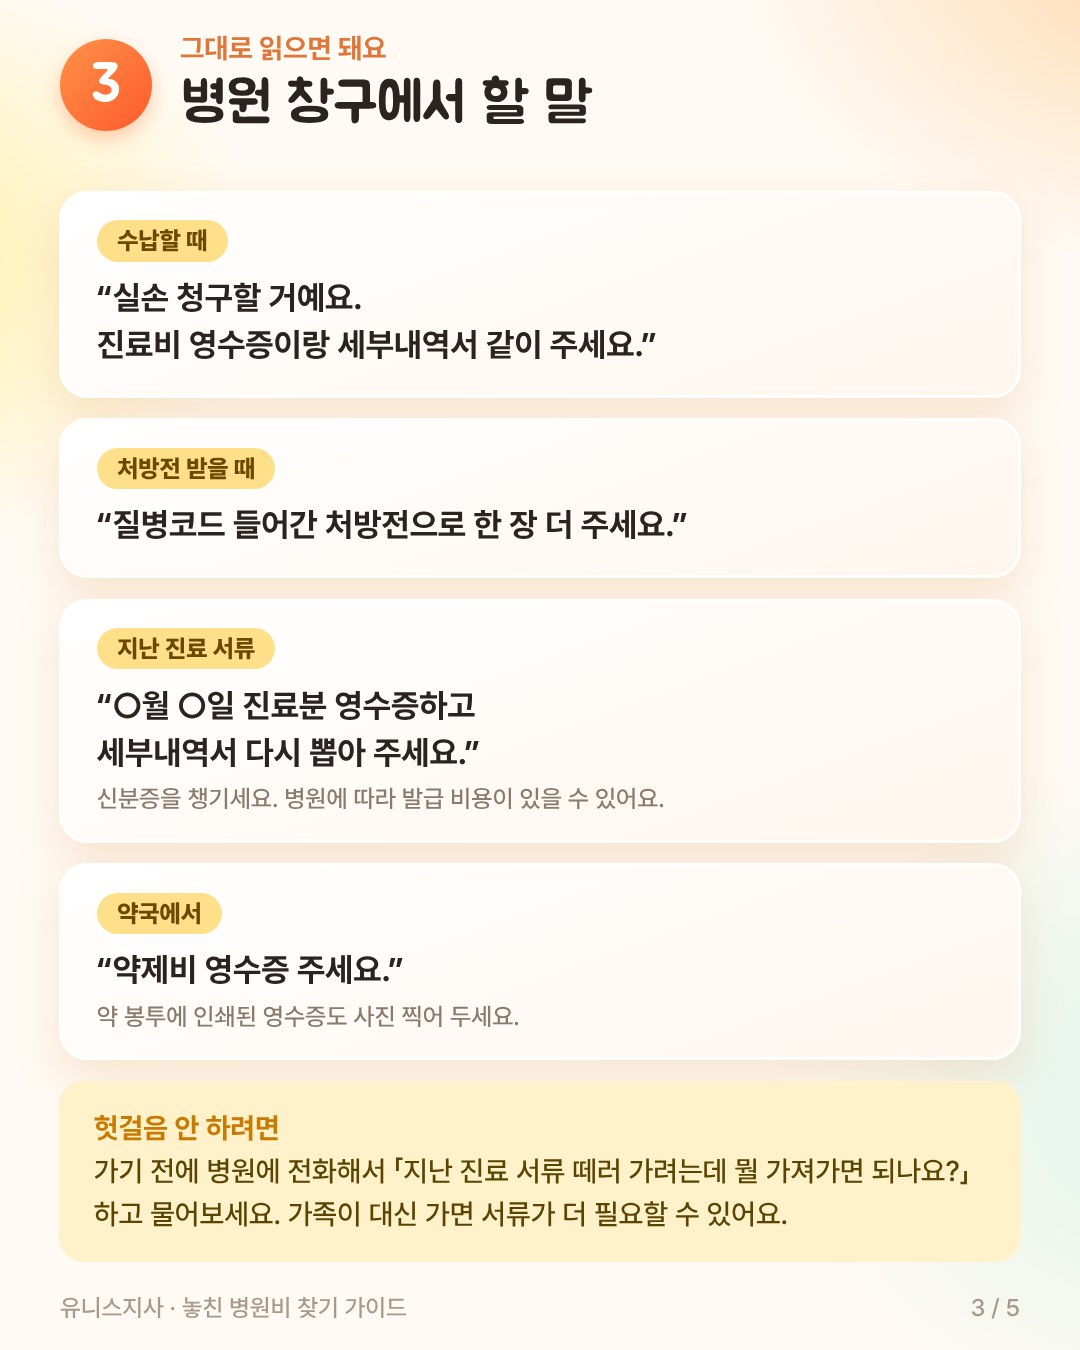 3
그대로 읽으면 돼요
병원 창구에서 할 말
수납할 때
“실손 청구할 거예요.
진료비 영수증이랑 세부내역서 같이 주세요.”
처방전 받을 때
“질병코드 들어간 처방전으로 한 장 더 주세요.”
지난 진료 서류
“○월 ○일 진료분 영수증하고
세부내역서 다시 뽑아 주세요.”
신분증을 챙기세요. 병원에 따라 발급 비용이 있을 수 있어요.
약국에서
“약제비 영수증 주세요.”
약 봉투에 인쇄된 영수증도 사진 찍어 두세요.
헛걸음 안 하려면
가기 전에 병원에 전화해서 「지난 진료 서류 떼러 가려는데 뭘 가져가면 되나요?」
하고 물어보세요. 가족이 대신 가면 서류가 더 필요할 수 있어요.
유니스지사 · 놓친 병원비 찾기 가이드
3 / 5